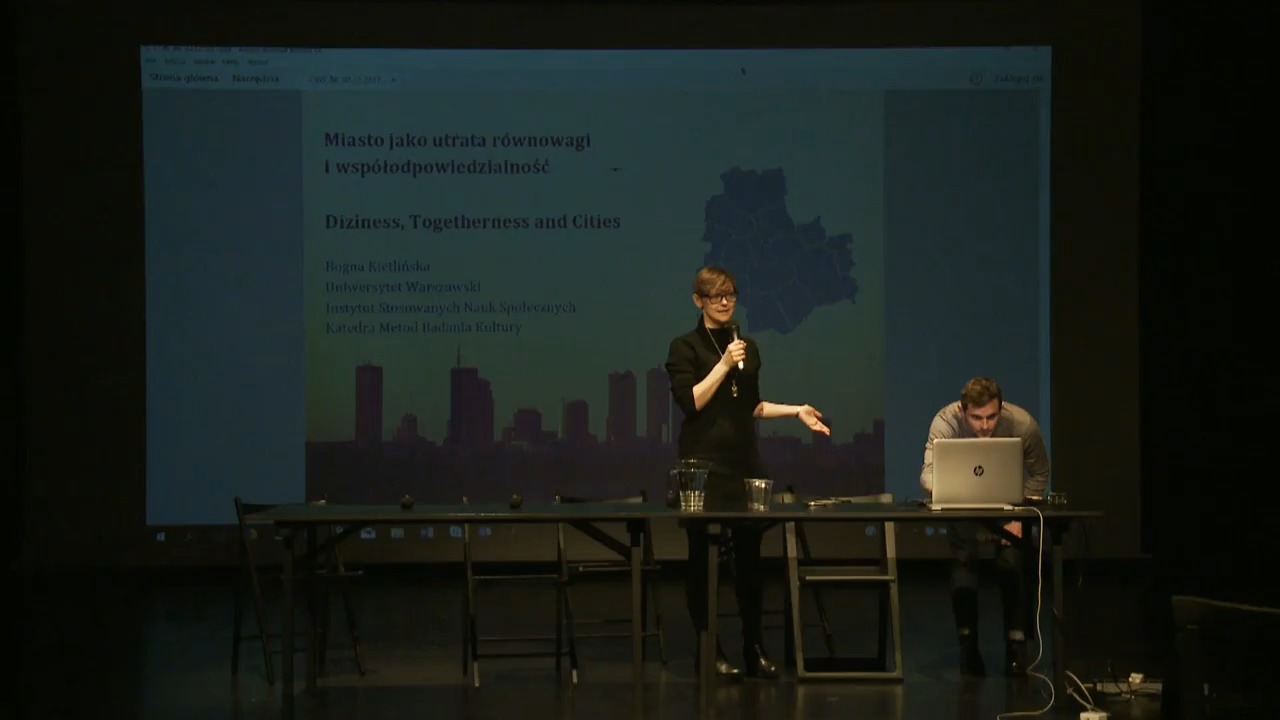 Strona główna Narzędzia
Miasto jako utrata równowagi
i współodpowiedzialność
Diziness, Togetherness and Cities
Bogna Kietlińska
Uniwersytet Warszawski
Instytut Stosowanych Nauk Społecznych
Katedra Metod Badania Kultury
hp